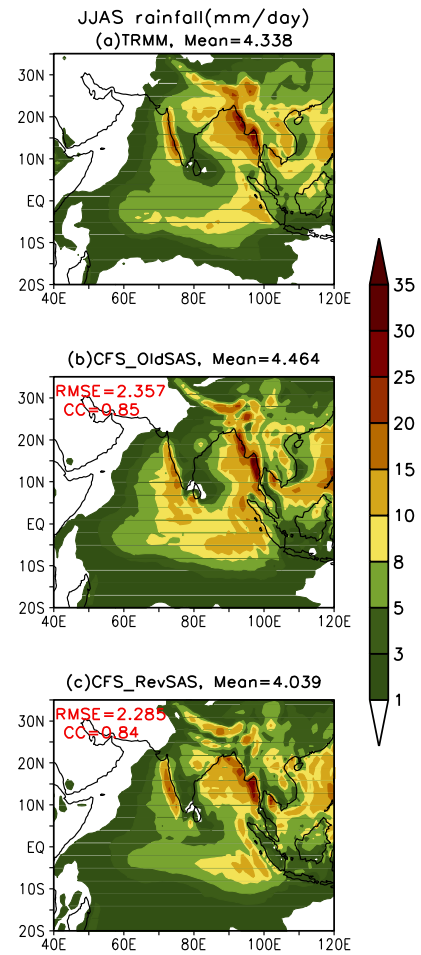 JJAS rainfall(mm/day)
(a)TRMM, Mean=4.338
30N
20N
10N
EQ
10S
20S
40E 60E 80E 100E 120E
(b)CFS_OldSAS, Mean=4.464
RMSE=2.357
CC=0.85
30N
20N
10N
EQ
10S
20S
40E 60E 80E 100E 120E
(c)CFS_RevSAS, Mean=4.039
RMSE=2.285
CC=0.84
30N
20N
10N
EQ
10S
20S
40E 60E 80E 100E 120E
35
30
25
20
15
10
8
5
3
1